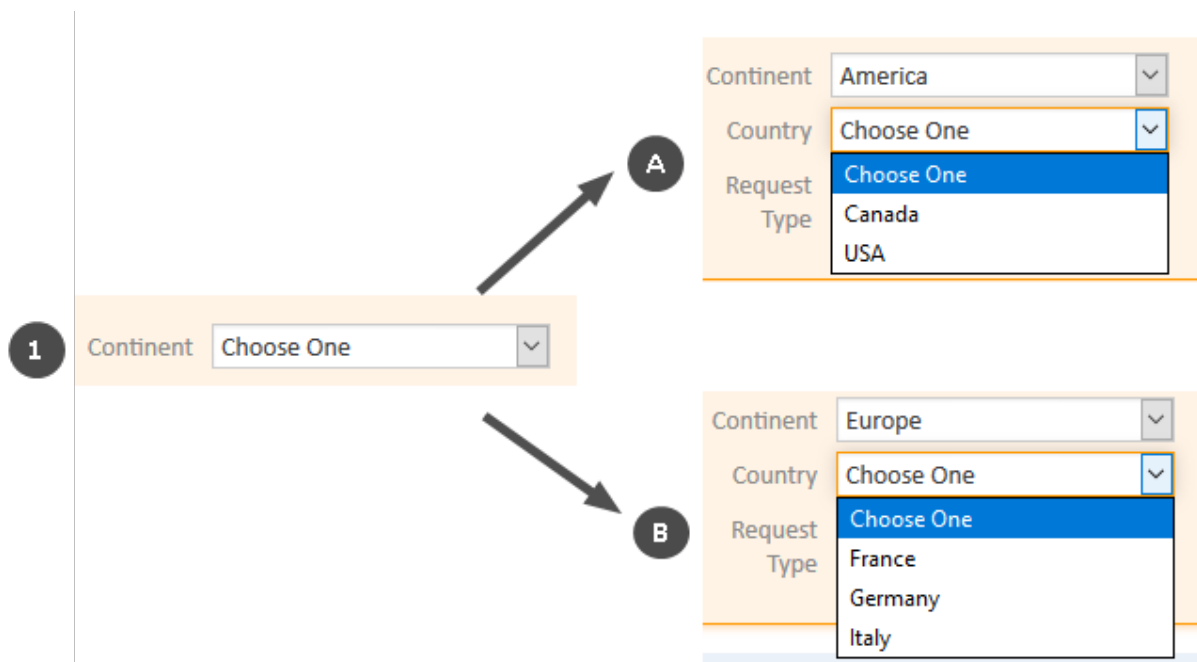 Continent America
Country Choose One
A
Choose One
Request
Canada
Type
USA
1 Continent Choose One
Continent Europe
Country Choose One
B
Choose One
Request
France
Type
Germany
Italy